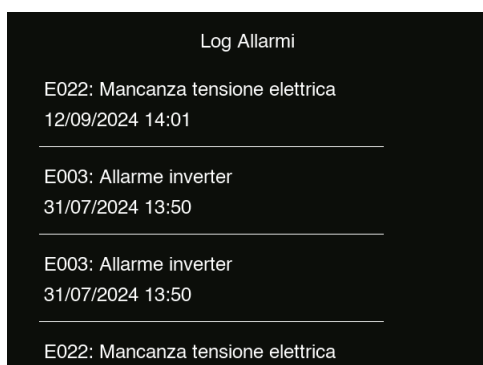 Log Allarmi
E022: Mancanza tensione elettrica
12/09/2024 14:01
E003: Allarme inverter
31/07/2024 13:50
E003: Allarme inverter
31/07/2024 13:50
E022: Mancanza tensione elettrica